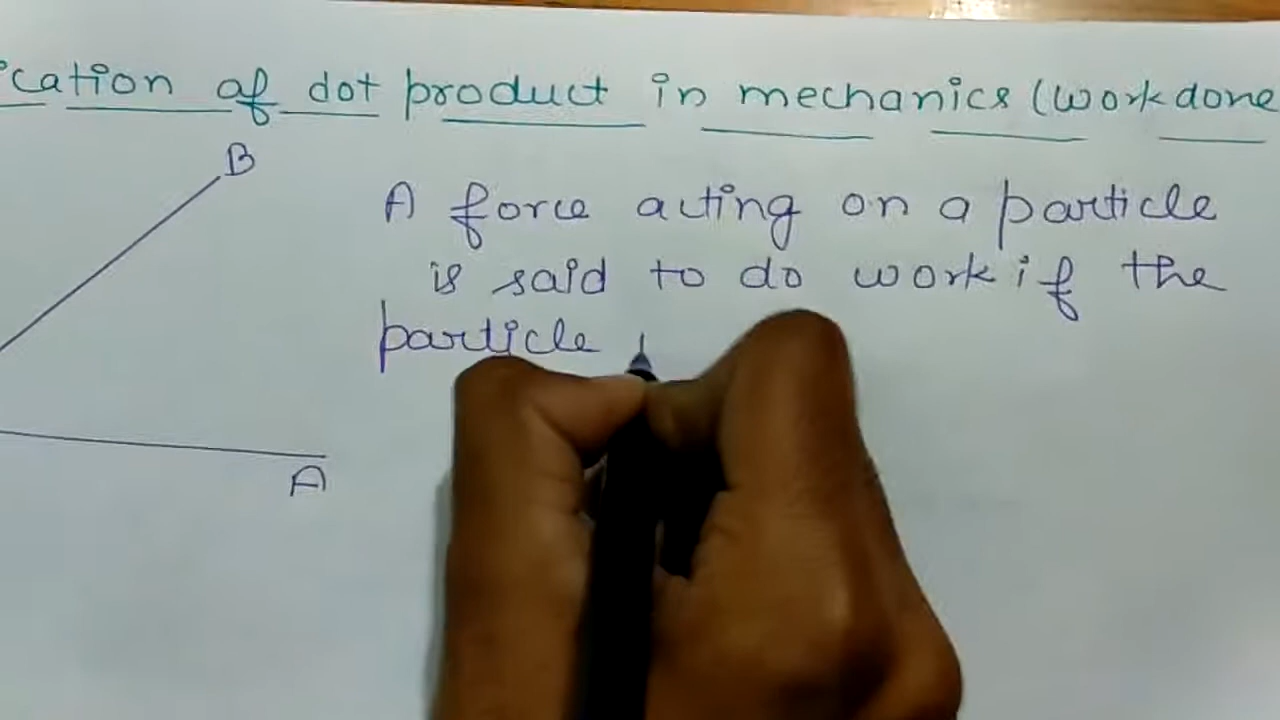 ication of dot product in mechanics (work done
B
A force acting on a particle
is said to do work if the
particle
A